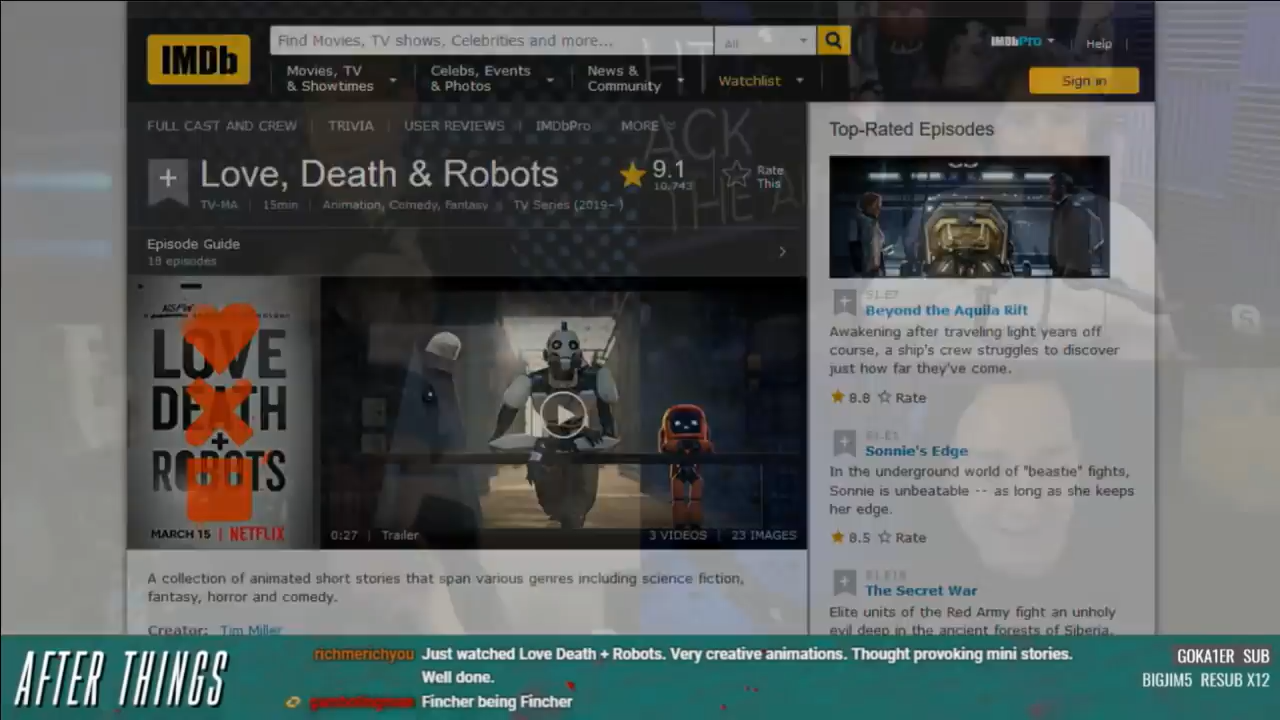 IMDb
Find Movies, TV shows, Celebrities and more...
All
IMDbPro
Help
Movies, TV
& Showtimes
Celebs, Events
& Photos
News &
Community
Watchlist
Sign in
FULL CAST AND CREW
TRIVIA
USER REVIEWS
IMDbPro
MORE
ACK
THE
Love, Death & Robots
9.1
10,743
Rate
This
TV-MA | 15min | Animation, Comedy, Fantasy | TV Series (2019– )
Episode Guide
18 episodes
NSFW
LOVE
DEATH
+
ROBOTS
MARCH 15 | NETFLIX
0:27 | Trailer
3 VIDEOS | 23 IMAGES
A collection of animated short stories that span various genres including science fiction,
fantasy, horror and comedy.
Creator: Tim Miller
Top-Rated Episodes
S1.E7
Beyond the Aquila Rift
Awakening after traveling light years off
course, a ship's crew struggles to discover
just how far they've come.
8.8 Rate
S1.E1
Sonnie's Edge
In the underground world of "beastie" fights,
Sonnie is unbeatable -- as long as she keeps
her edge.
8.5 Rate
S1.E18
The Secret War
Elite units of the Red Army fight an unholy
evil deep in the ancient forests of Siberia.
AFTER THINGS
richmerichyou Just watched Love Death + Robots. Very creative animations. Thought provoking mini stories.
Well done.
Fincher being Fincher
GOKA1ER SUB
BIGJIM5 RESUB X12